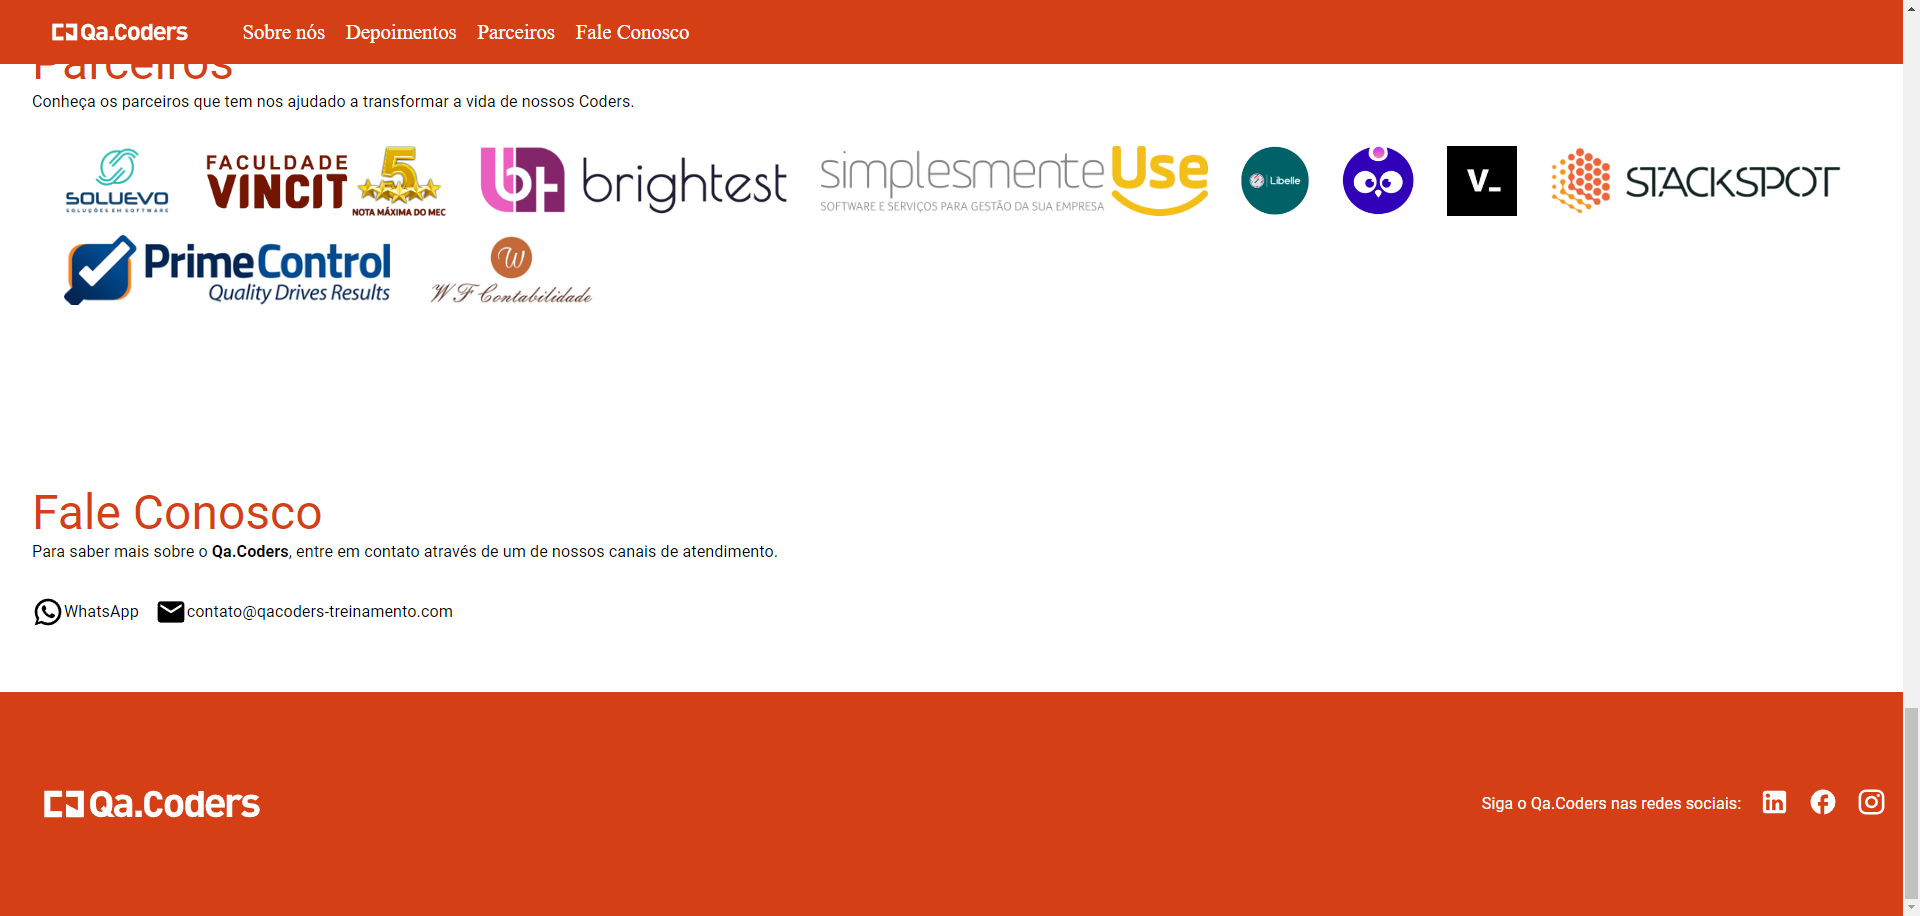 Qa.Coders Sobre nós Depoimentos Parceiros Fale Conosco
Parceiros
Conheça os parceiros que tem nos ajudado a transformar a vida de nossos Coders.
SOLUEVO
SOLUÇÕES EM SOFTWARE
FACULDADE
VINCIT
5
NOTA MÁXIMA DO MEC
brightest
simplesmente Use
SOFTWARE E SERVIÇOS PARA GESTÃO DA SUA EMPRESA
Libelle
V_
STACKSPOT
PrimeControl
Quality Drives Results
W
WF Contabilidade
Fale Conosco
Para saber mais sobre o Qa.Coders, entre em contato através de um de nossos canais de atendimento.
WhatsApp contato@qacoders-treinamento.com
Qa.Coders
Siga o Qa.Coders nas redes sociais: